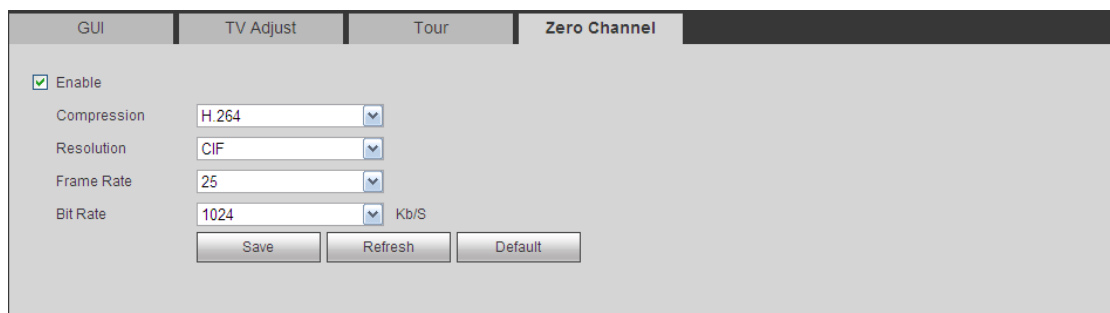 GUI TV Adjust Tour Zero Channel
Enable
Compression H.264
Resolution CIF
Frame Rate 25
Bit Rate 1024 Kb/S
Save Refresh Default